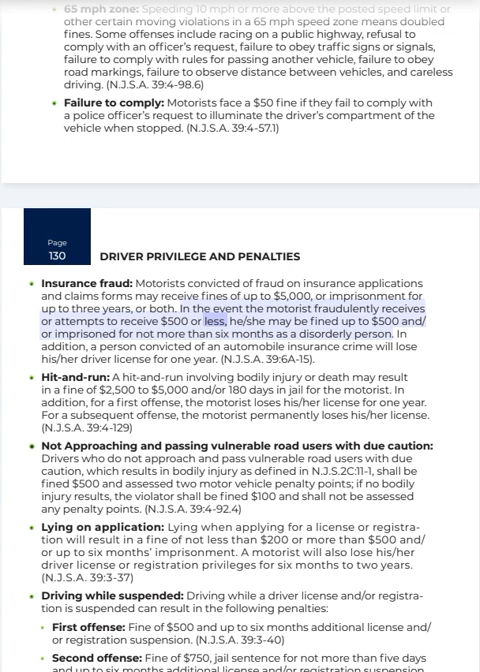 • 65 mph zone: Speeding 10 mph or more above the posted speed limit or
other certain moving violations in a 65 mph speed zone means doubled
fines. Some offenses include racing on a public highway, refusal to
comply with an officer's request, failure to obey traffic signs or signals,
failure to comply with rules for passing another vehicle, failure to obey
road markings, failure to observe distance between vehicles, and careless
driving. (N.J.S.A. 39:4-98.6)
• Failure to comply: Motorists face a $50 fine if they fail to comply with
a police officer's request to illuminate the driver's compartment of the
vehicle when stopped. (N.J.S.A. 39:4-57.1)
Page
130
DRIVER PRIVILEGE AND PENALTIES
• Insurance fraud: Motorists convicted of fraud on insurance applications
and claims forms may receive fines of up to $5,000, or imprisonment for
up to three years, or both. In the event the motorist fraudulently receives
or attempts to receive $500 or less, he/she may be fined up to $500 and/
or imprisoned for not more than six months as a disorderly person. In
addition, a person convicted of an automobile insurance crime will lose
his/her driver license for one year. (N.J.S.A. 39:6A-15).
• Hit-and-run: A hit-and-run involving bodily injury or death may result
in a fine of $2,500 to $5,000 and/or 180 days in jail for the motorist. In
addition, for a first offense, the motorist loses his/her license for one year.
For a subsequent offense, the motorist permanently loses his/her license.
(N.J.S.A. 39:4-129)
• Not Approaching and passing vulnerable road users with due caution:
Drivers who do not approach and pass vulnerable road users with due
caution, which results in bodily injury as defined in N.J.S.2C:11-1, shall be
fined $500 and assessed two motor vehicle penalty points; if no bodily
injury results, the violator shall be fined $100 and shall not be assessed
any penalty points. (N.J.S.A. 39:4-92.4)
• Lying on application: Lying when applying for a license or registra-
tion will result in a fine of not less than $200 or more than $500 and/
or up to six months' imprisonment. A motorist will also lose his/her
driver license or registration privileges for six months to two years.
(N.J.S.A. 39:3-37)
• Driving while suspended: Driving while a driver license and/or registra-
tion is suspended can result in the following penalties:
• First offense: Fine of $500 and up to six months additional license and/
or registration suspension. (N.J.S.A. 39:3-40)
• Second offense: Fine of $750, jail sentence for not more than five days
and up to six months additional license and/or registration suspension.